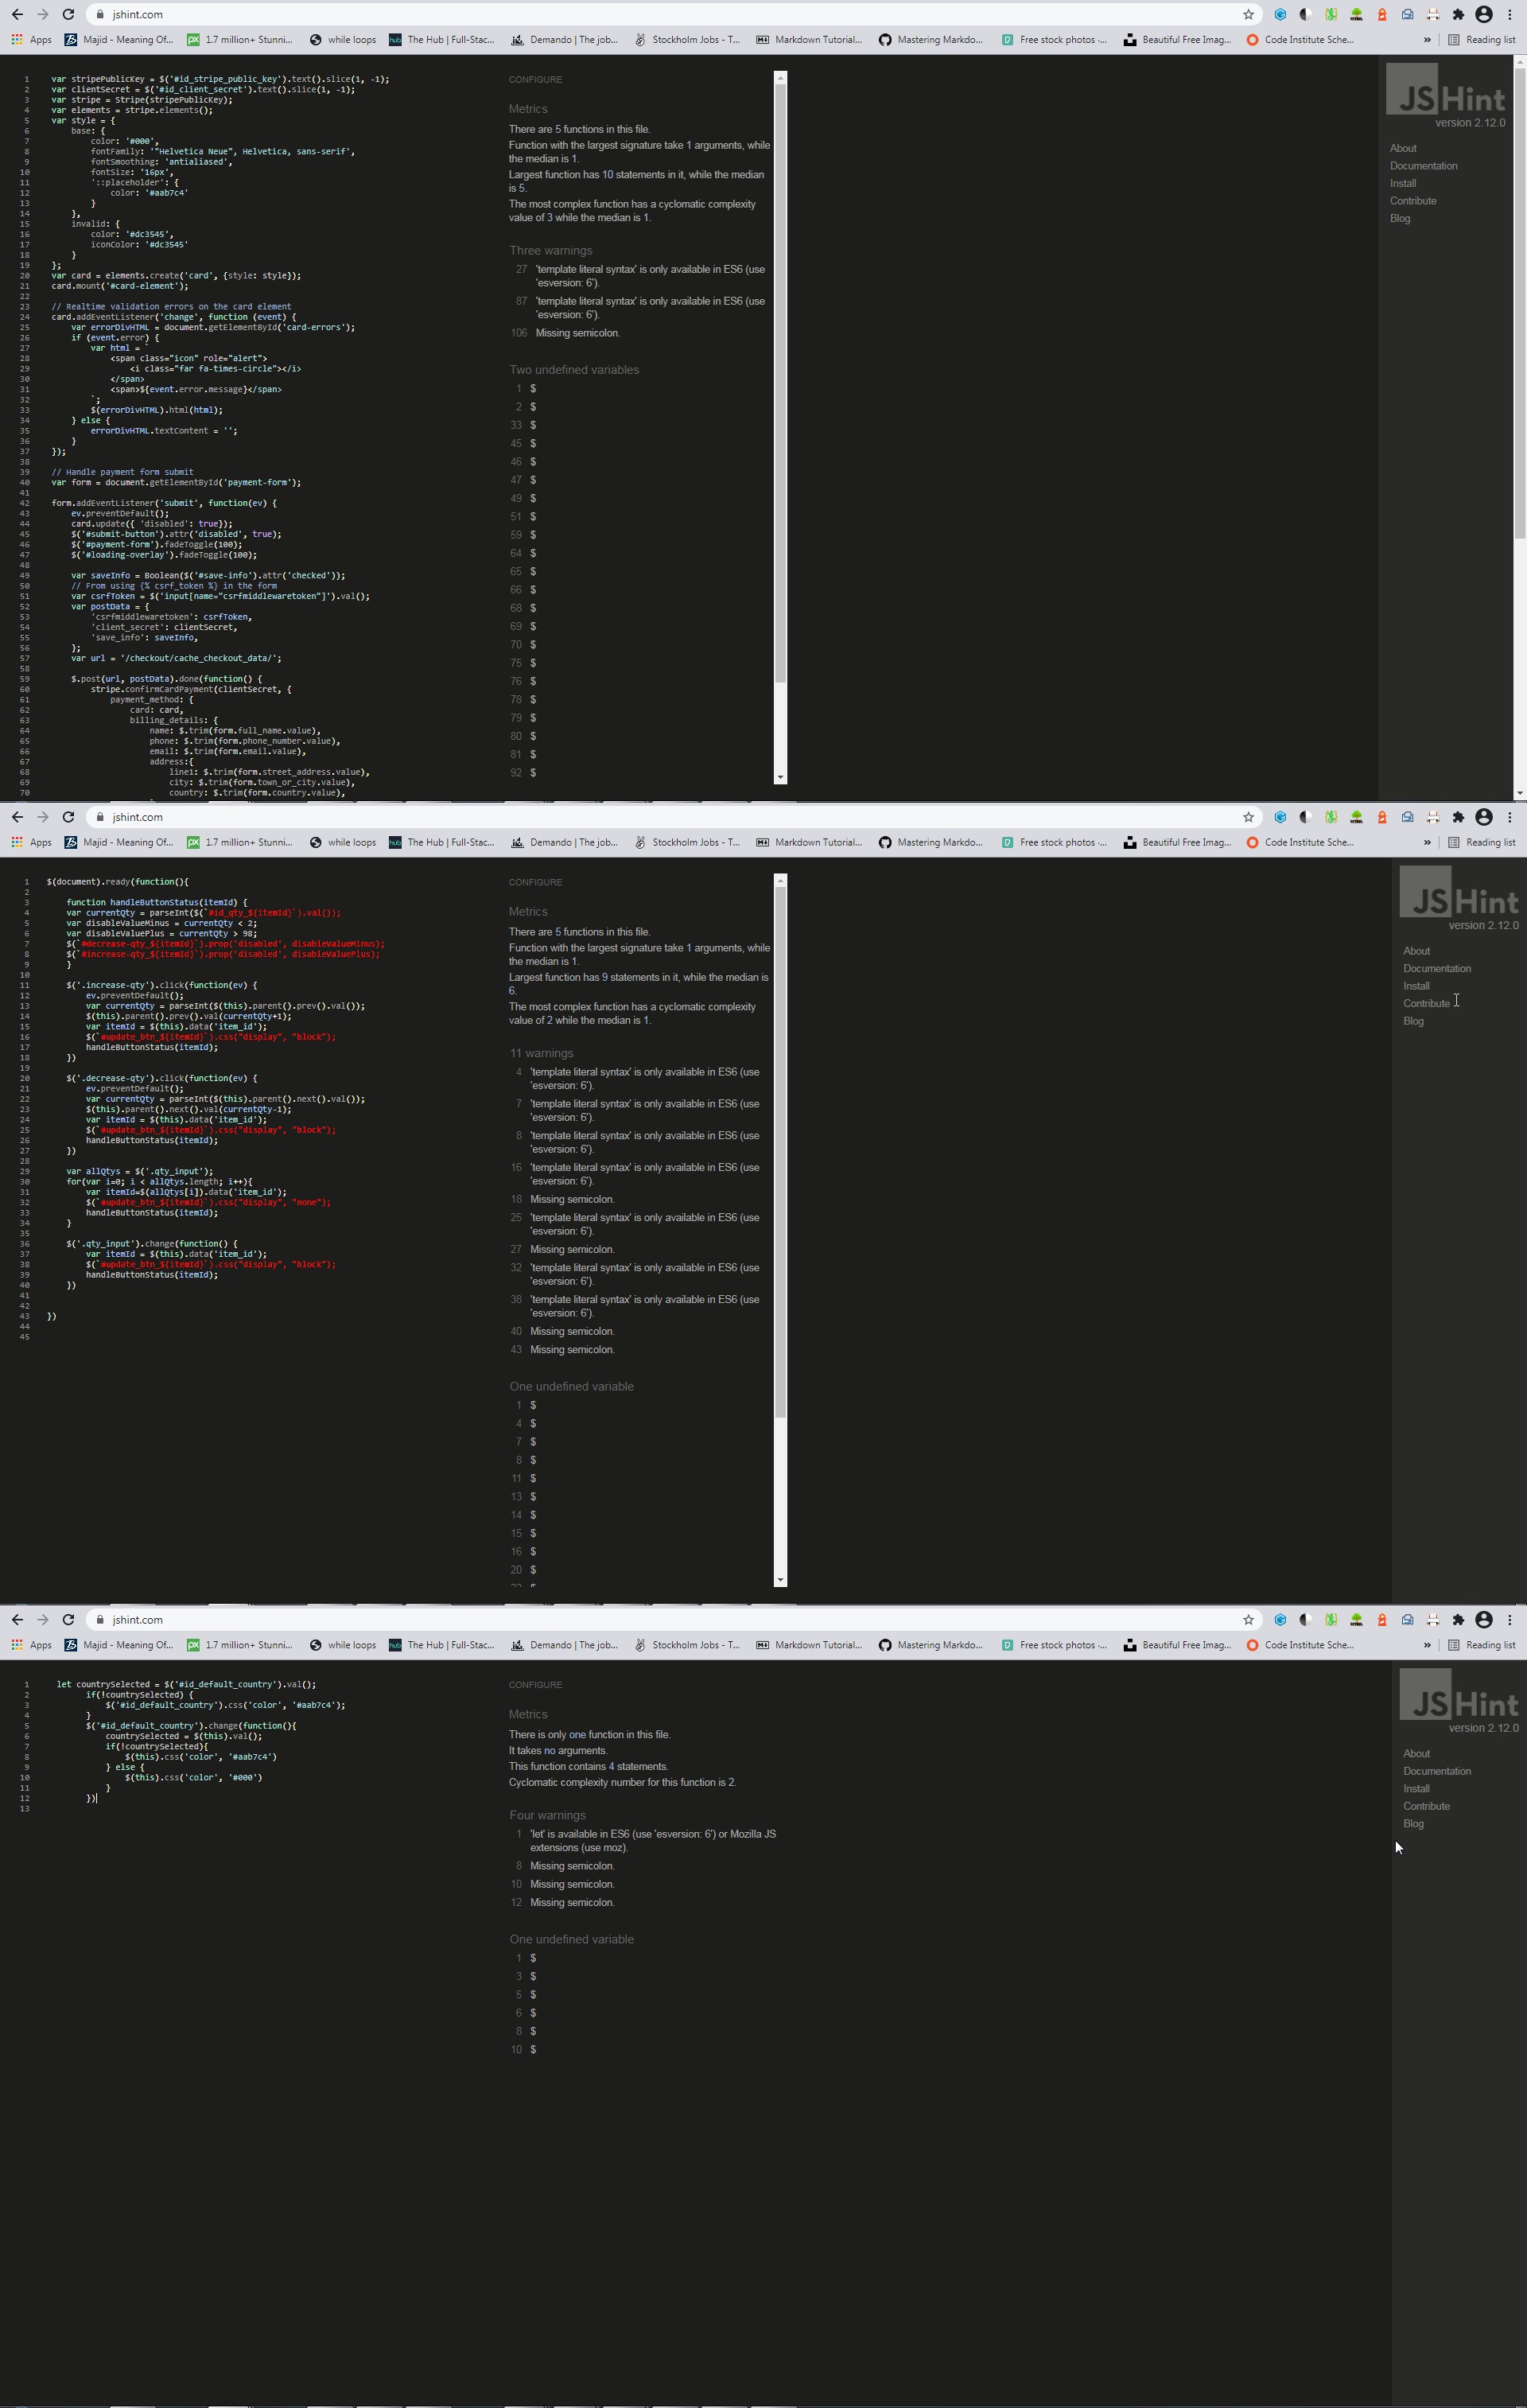 jshint.com
Apps Majid - Meaning Of... 1.7 million+ Stunni... while loops The Hub | Full-Stac... Demando | The job... Stockholm Jobs - T... Markdown Tutorial... Mastering Markdo... Free stock photos -... Beautiful Free Imag... Code Institute Sche... » Reading list
1 var stripePublicKey = $('#id_stripe_public_key').text().slice(1, -1);
2 var clientSecret = $('#id_client_secret').text().slice(1, -1);
3 var stripe = Stripe(stripePublicKey);
4 var elements = stripe.elements();
5 var style = {
6 base: {
7 color: '#000',
8 fontFamily: '"Helvetica Neue", Helvetica, sans-serif',
9 fontSmoothing: 'antialiased',
10 fontSize: '16px',
11 '::placeholder': {
12 color: '#aab7c4'
13 }
14 },
15 invalid: {
16 color: '#dc3545',
17 iconColor: '#dc3545'
18 }
19 };
20 var card = elements.create('card', {style: style});
21 card.mount('#card-element');
22
23 // Realtime validation errors on the card element
24 card.addEventListener('change', function (event) {
25 var errorDivHTML = document.getElementById('card-errors');
26 if (event.error) {
27 var html = `
28 <span class="icon" role="alert">
29 <i class="far fa-times-circle"></i>
30 </span>
31 <span>${event.error.message}</span>
32 `;
33 $(errorDivHTML).html(html);
34 } else {
35 errorDivHTML.textContent = '';
36 }
37 });
38
39 // Handle payment form submit
40 var form = document.getElementById('payment-form');
41
42 form.addEventListener('submit', function(ev) {
43 ev.preventDefault();
44 card.update({ 'disabled': true});
45 $('#submit-button').attr('disabled', true);
46 $('#payment-form').fadeToggle(100);
47 $('#loading-overlay').fadeToggle(100);
48
49 var saveInfo = Boolean($('#save-info').attr('checked'));
50 // From using {% csrf_token %} in the form
51 var csrfToken = $('input[name="csrfmiddlewaretoken"]').val();
52 var postData = {
53 'csrfmiddlewaretoken': csrfToken,
54 'client_secret': clientSecret,
55 'save_info': saveInfo,
56 };
57 var url = '/checkout/cache_checkout_data/';
58
59 $.post(url, postData).done(function() {
60 stripe.confirmCardPayment(clientSecret, {
61 payment_method: {
62 card: card,
63 billing_details: {
64 name: $.trim(form.full_name.value),
65 phone: $.trim(form.phone_number.value),
66 email: $.trim(form.email.value),
67 address:{
68 line1: $.trim(form.street_address.value),
69 city: $.trim(form.town_or_city.value),
70 country: $.trim(form.country.value),
CONFIGURE
Metrics
There are 5 functions in this file.
Function with the largest signature take 1 arguments, while
the median is 1.
Largest function has 10 statements in it, while the median
is 5.
The most complex function has a cyclomatic complexity
value of 3 while the median is 1.
Three warnings
27 'template literal syntax' is only available in ES6 (use
'esversion: 6').
87 'template literal syntax' is only available in ES6 (use
'esversion: 6').
106 Missing semicolon.
Two undefined variables
1 $
2 $
33 $
45 $
46 $
47 $
49 $
51 $
59 $
64 $
65 $
66 $
68 $
69 $
70 $
75 $
76 $
78 $
79 $
80 $
81 $
92 $
JSHint
version 2.12.0
About
Documentation
Install
Contribute
Blog
jshint.com
Apps Majid - Meaning Of... 1.7 million+ Stunni... while loops The Hub | Full-Stac... Demando | The job... Stockholm Jobs - T... Markdown Tutorial... Mastering Markdo... Free stock photos -... Beautiful Free Imag... Code Institute Sche... » Reading list
1 $(document).ready(function(){
2
3 function handleButtonStatus(itemId) {
4 var currentQty = parseInt($(`#id_qty_${itemId}`).val());
5 var disableValueMinus = currentQty < 2;
6 var disableValuePlus = currentQty > 98;
7 $(`#decrease-qty_${itemId}`).prop('disabled', disableValueMinus);
8 $(`#increase-qty_${itemId}`).prop('disabled', disableValuePlus);
9 }
10
11 $('.increase-qty').click(function(ev) {
12 ev.preventDefault();
13 var currentQty = parseInt($(this).parent().prev().val());
14 $(this).parent().prev().val(currentQty+1);
15 var itemId = $(this).data('item_id');
16 $(`#update_btn_${itemId}`).css("display", "block");
17 handleButtonStatus(itemId);
18 })
19
20 $('.decrease-qty').click(function(ev) {
21 ev.preventDefault();
22 var currentQty = parseInt($(this).parent().next().val());
23 $(this).parent().next().val(currentQty-1);
24 var itemId = $(this).data('item_id');
25 $(`#update_btn_${itemId}`).css("display", "block");
26 handleButtonStatus(itemId);
27 })
28
29 var allQtys = $('.qty_input');
30 for(var i=0; i < allQtys.length; i++){
31 var itemId=$(allQtys[i]).data('item_id');
32 $(`#update_btn_${itemId}`).css("display", "none");
33 handleButtonStatus(itemId);
34 }
35
36 $('.qty_input').change(function() {
37 var itemId = $(this).data('item_id');
38 $(`#update_btn_${itemId}`).css("display", "block");
39 handleButtonStatus(itemId);
40 })
41
42
43 })
44
45
CONFIGURE
Metrics
There are 5 functions in this file.
Function with the largest signature take 1 arguments, while
the median is 1.
Largest function has 9 statements in it, while the median is
6.
The most complex function has a cyclomatic complexity
value of 2 while the median is 1.
11 warnings
4 'template literal syntax' is only available in ES6 (use
'esversion: 6').
7 'template literal syntax' is only available in ES6 (use
'esversion: 6').
8 'template literal syntax' is only available in ES6 (use
'esversion: 6').
16 'template literal syntax' is only available in ES6 (use
'esversion: 6').
18 Missing semicolon.
25 'template literal syntax' is only available in ES6 (use
'esversion: 6').
27 Missing semicolon.
32 'template literal syntax' is only available in ES6 (use
'esversion: 6').
38 'template literal syntax' is only available in ES6 (use
'esversion: 6').
40 Missing semicolon.
43 Missing semicolon.
One undefined variable
1 $
4 $
7 $
8 $
11 $
13 $
14 $
15 $
16 $
20 $
JSHint
version 2.12.0
About
Documentation
Install
Contribute
Blog
jshint.com
Apps Majid - Meaning Of... 1.7 million+ Stunni... while loops The Hub | Full-Stac... Demando | The job... Stockholm Jobs - T... Markdown Tutorial... Mastering Markdo... Free stock photos -... Beautiful Free Imag... Code Institute Sche... » Reading list
1 let countrySelected = $('#id_default_country').val();
2 if(!countrySelected) {
3 $('#id_default_country').css('color', '#aab7c4');
4 }
5 $('#id_default_country').change(function(){
6 countrySelected = $(this).val();
7 if(!countrySelected){
8 $(this).css('color', '#aab7c4')
9 } else {
10 $(this).css('color', '#000')
11 }
12 })
13
CONFIGURE
Metrics
There is only one function in this file.
It takes no arguments.
This function contains 4 statements.
Cyclomatic complexity number for this function is 2.
Four warnings
1 'let' is available in ES6 (use 'esversion: 6') or Mozilla JS
extensions (use moz).
8 Missing semicolon.
10 Missing semicolon.
12 Missing semicolon.
One undefined variable
1 $
3 $
5 $
6 $
8 $
10 $
JSHint
version 2.12.0
About
Documentation
Install
Contribute
Blog